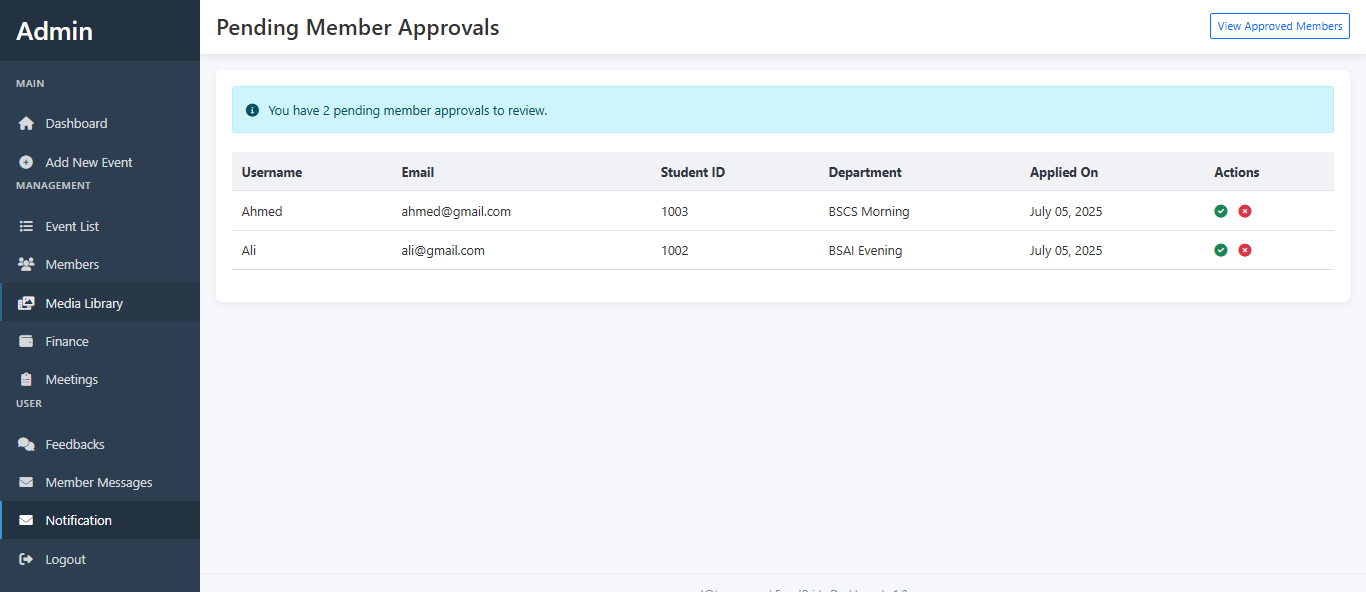 Admin
Pending Member Approvals
View Approved Members
MAIN
Dashboard
Add New Event
MANAGEMENT
Event List
Members
Media Library
Finance
Meetings
USER
Feedbacks
Member Messages
Notification
Logout
You have 2 pending member approvals to review.
Username Email Student ID Department Applied On Actions
Ahmed ahmed@gmail.com 1003 BSCS Morning July 05, 2025
Ali ali@gmail.com 1002 BSAI Evening July 05, 2025